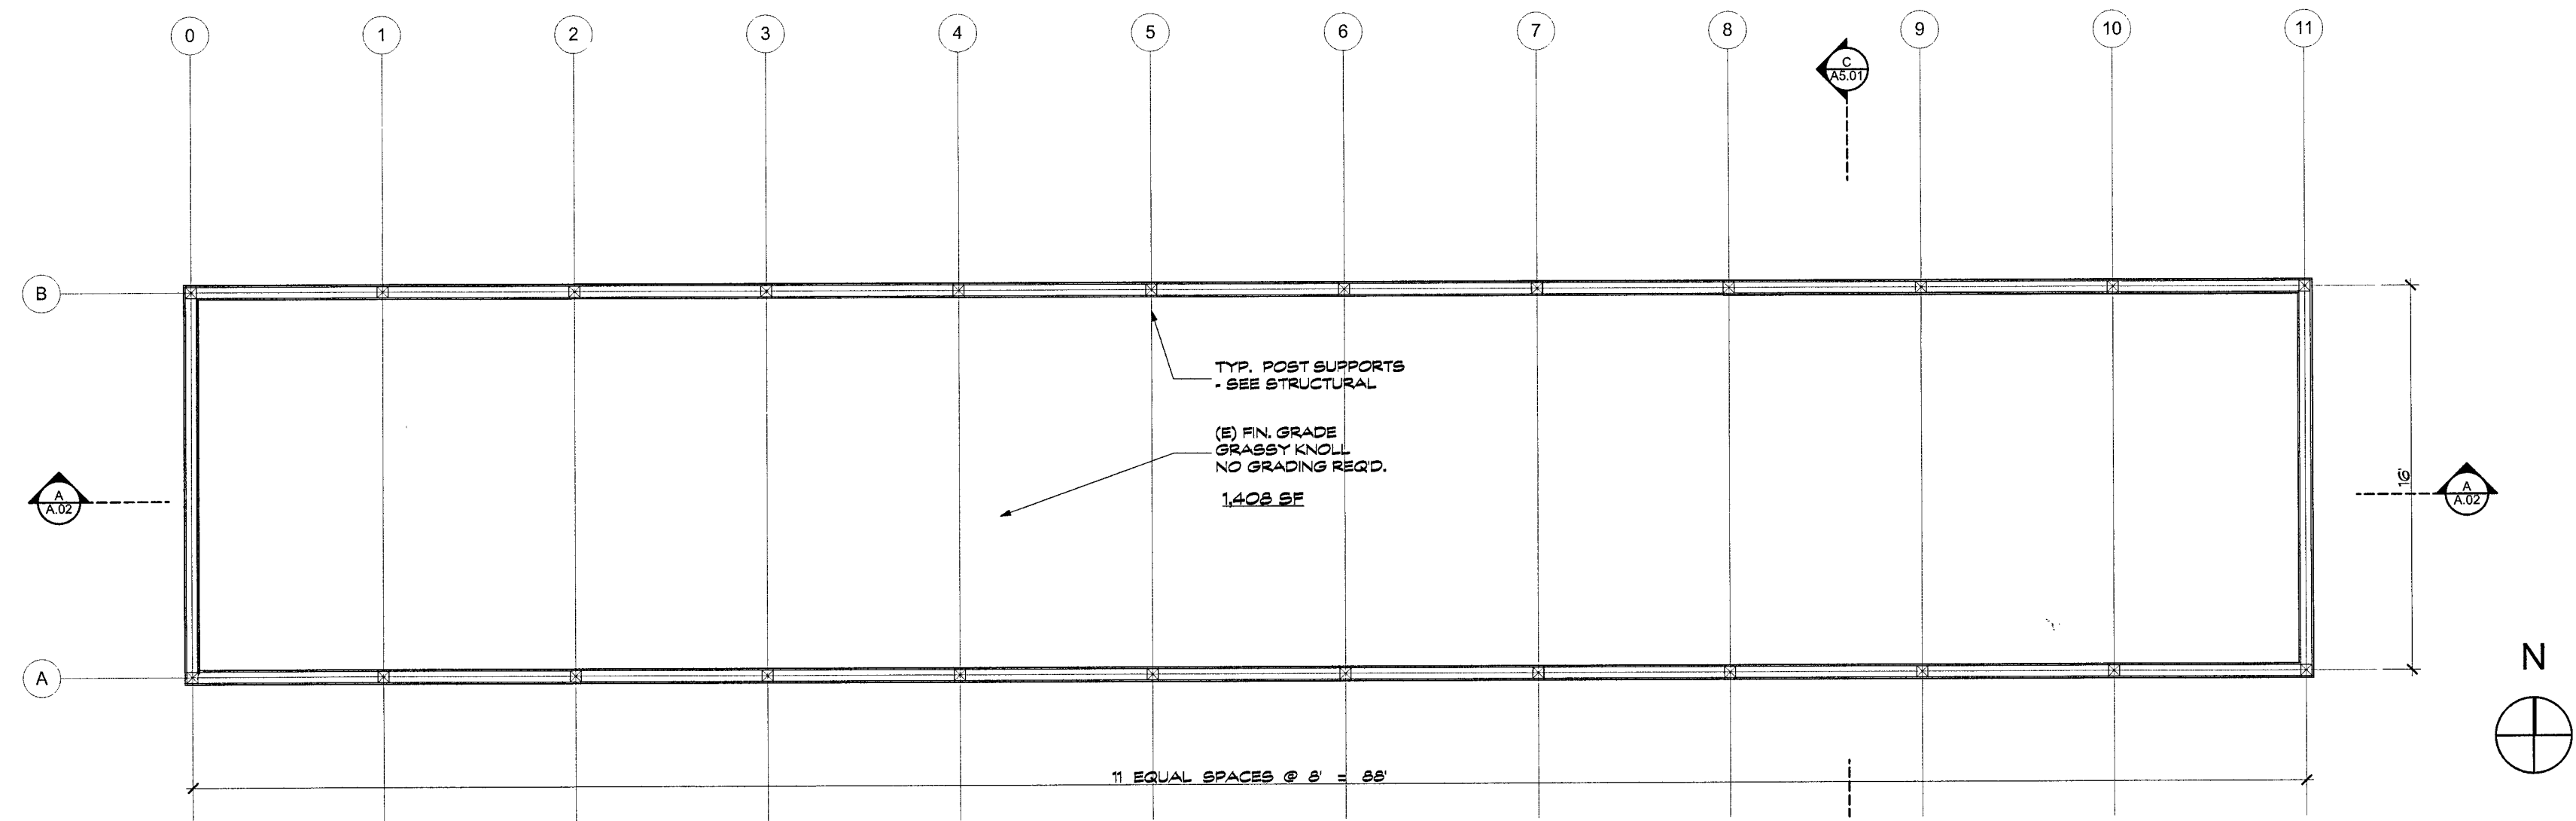 0 1 2 3 4 5 6 7 8 9 10 11
C
A5.01
B
TYP. POST SUPPORTS
- SEE STRUCTURAL
(E) FIN. GRADE
GRASSY KNOLL
NO GRADING REQ'D.
1,408 SF
A
A.02
16'
A
A.02
A
N
11 EQUAL SPACES @ 8' = 88'